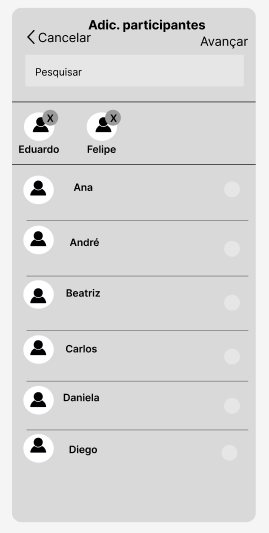 Adic. participantes
Cancelar
Avançar
Pesquisar
X X
Eduardo Felipe
Ana
André
Beatriz
Carlos
Daniela
Diego